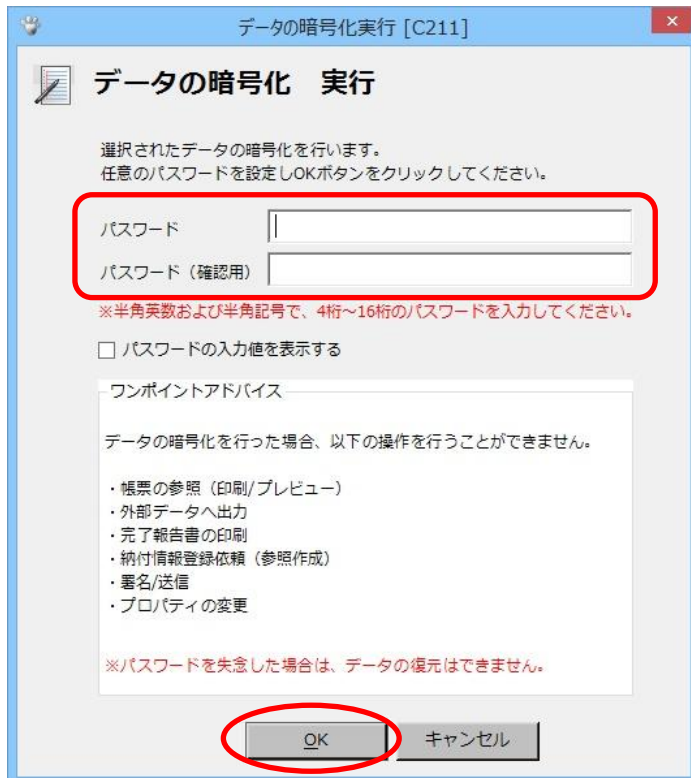 データの暗号化実行 [C211]
データの暗号化　実行
選択されたデータの暗号化を行います。
任意のパスワードを設定しOKボタンをクリックしてください。
パスワード
パスワード（確認用）
※半角英数および半角記号で、4桁～16桁のパスワードを入力してください。
パスワードの入力値を表示する
ワンポイントアドバイス
データの暗号化を行った場合、以下の操作を行うことができません。
・帳票の参照（印刷/プレビュー）
・外部データへ出力
・完了報告書の印刷
・納付情報登録依頼（参照作成）
・署名/送信
・プロパティの変更
※パスワードを失念した場合は、データの復元はできません。
OK
キャンセル